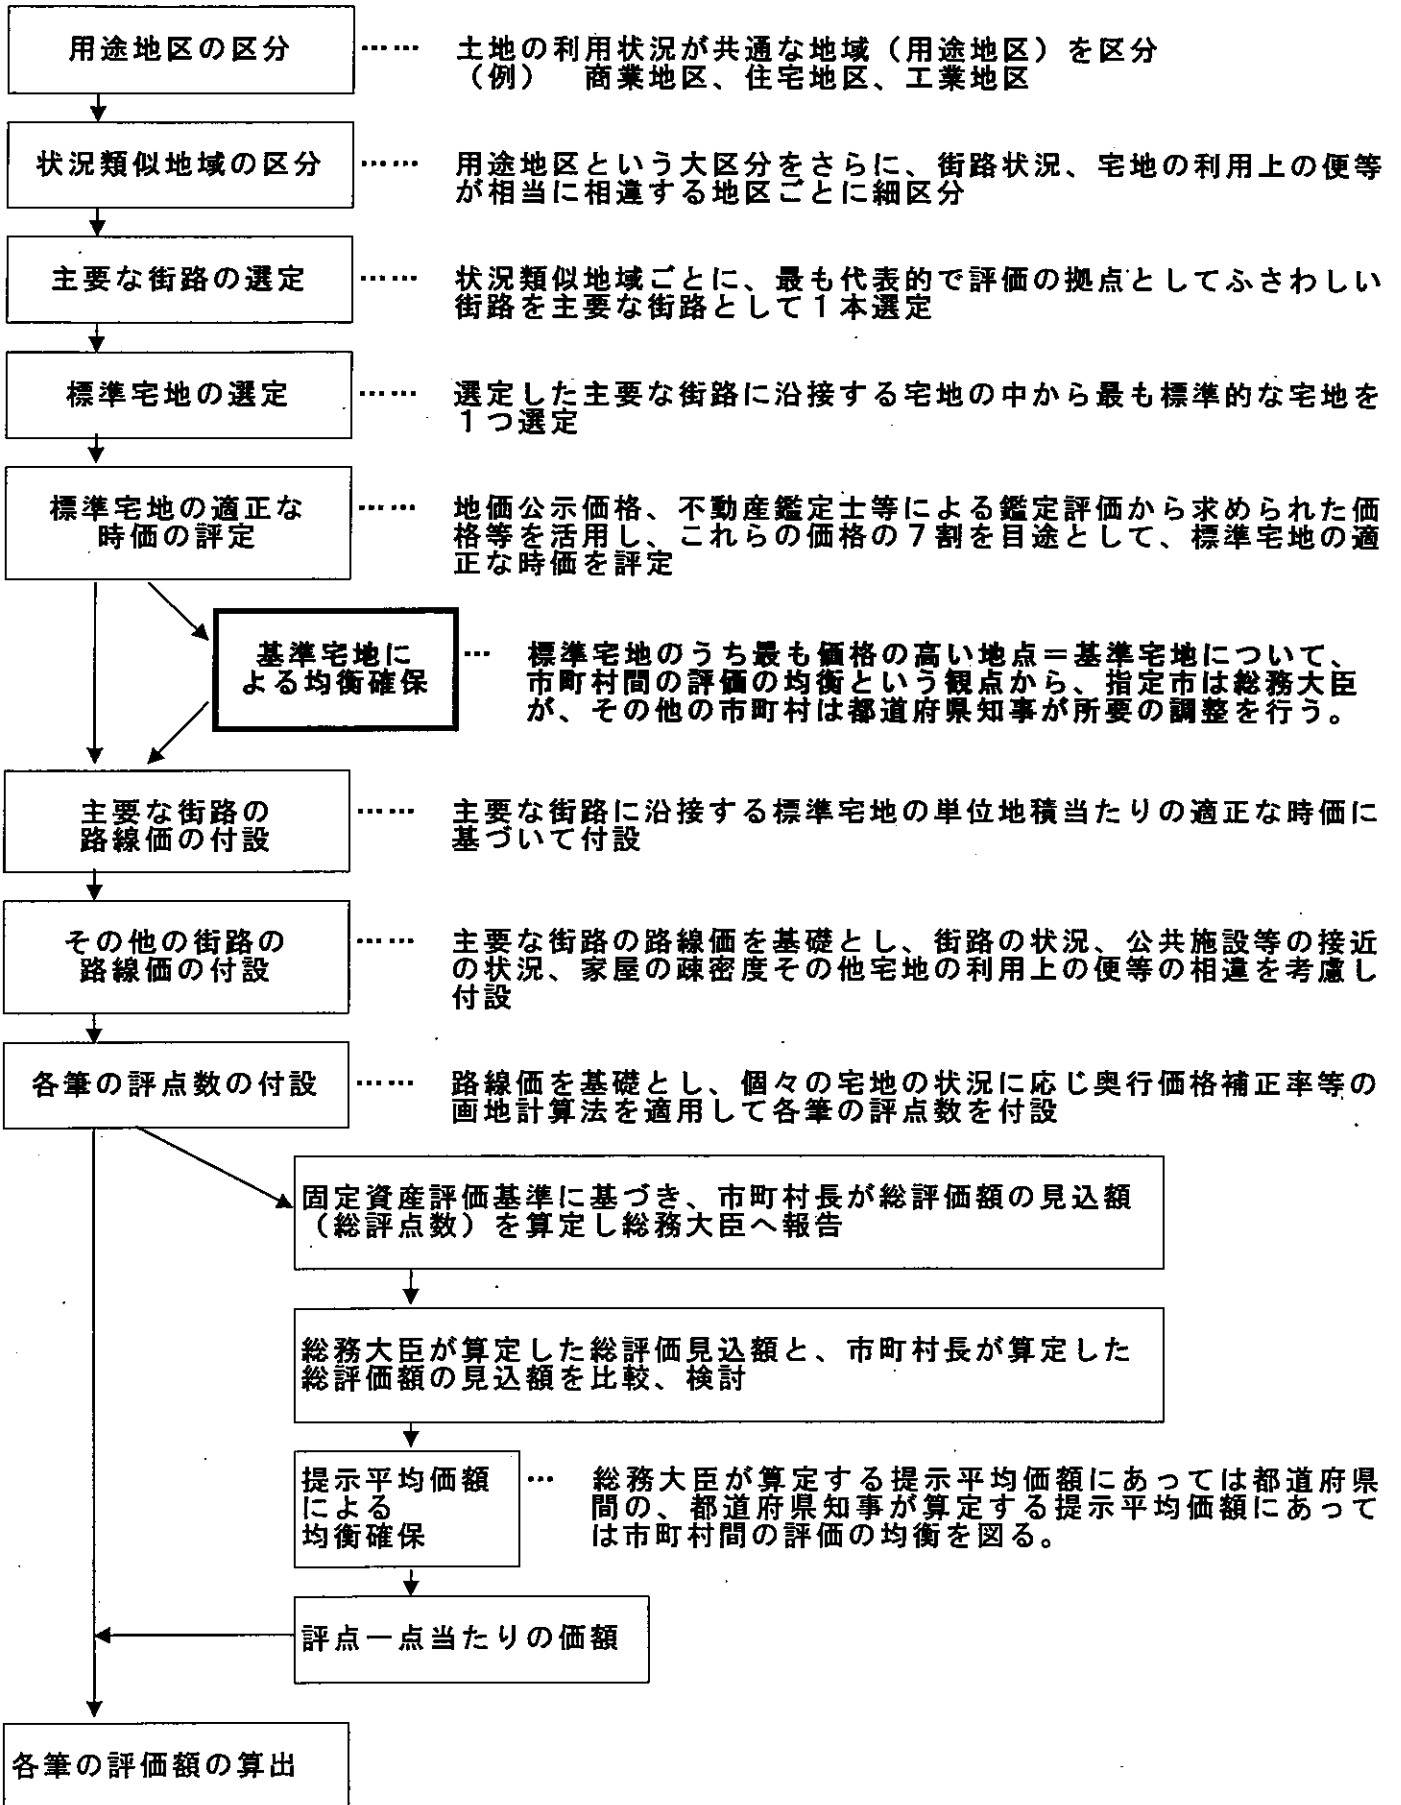 用途地区の区分 …… 土地の利用状況が共通な地域（用途地区）を区分
（例） 商業地区、住宅地区、工業地区
状況類似地域の区分 …… 用途地区という大区分をさらに、街路状況、宅地の利用上の便等
が相当に相違する地区ごとに細区分
主要な街路の選定 …… 状況類似地域ごとに、最も代表的で評価の拠点としてふさわしい
街路を主要な街路として１本選定
標準宅地の選定 …… 選定した主要な街路に沿接する宅地の中から最も標準的な宅地を
１つ選定
標準宅地の適正な
時価の評定
…… 地価公示価格、不動産鑑定士等による鑑定評価から求められた価
格等を活用し、これらの価格の７割を目途として、標準宅地の適
正な時価を評定
基準宅地に
よる均衡確保
… 標準宅地のうち最も価格の高い地点＝基準宅地について、
市町村間の評価の均衡という観点から、指定市は総務大臣
が、その他の市町村は都道府県知事が所要の調整を行う。
主要な街路の
路線価の付設
…… 主要な街路に沿接する標準宅地の単位地積当たりの適正な時価に
基づいて付設
その他の街路の
路線価の付設
…… 主要な街路の路線価を基礎とし、街路の状況、公共施設等の接近
の状況、家屋の疎密度その他宅地の利用上の便等の相違を考慮し
付設
各筆の評点数の付設 …… 路線価を基礎とし、個々の宅地の状況に応じ奥行価格補正率等の
画地計算法を適用して各筆の評点数を付設
固定資産評価基準に基づき、市町村長が総評価額の見込額
（総評点数）を算定し総務大臣へ報告
総務大臣が算定した総評価見込額と、市町村長が算定した
総評価額の見込額を比較、検討
提示平均価額
による
均衡確保
… 総務大臣が算定する提示平均価額にあっては都道府県
間の、都道府県知事が算定する提示平均価額にあって
は市町村間の評価の均衡を図る。
評点一点当たりの価額
各筆の評価額の算出